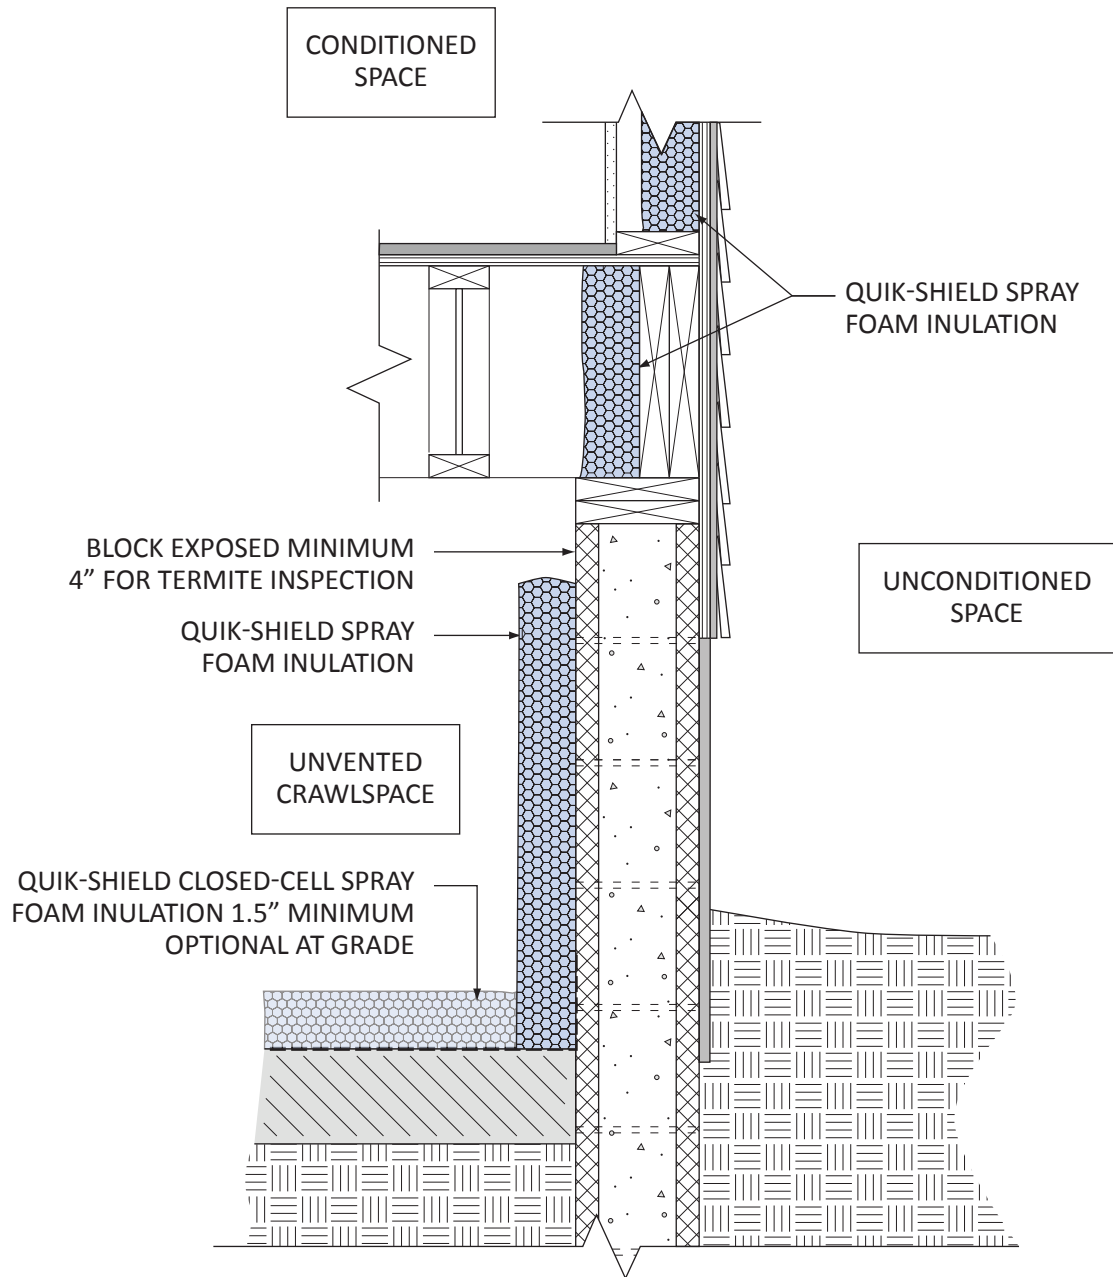 CONDITIONED
SPACE
QUIK-SHIELD SPRAY
FOAM INULATION
BLOCK EXPOSED MINIMUM
4” FOR TERMITE INSPECTION
UNCONDITIONED
SPACE
QUIK-SHIELD SPRAY
FOAM INULATION
UNVENTED
CRAWLSPACE
QUIK-SHIELD CLOSED-CELL SPRAY
FOAM INULATION 1.5” MINIMUM
OPTIONAL AT GRADE